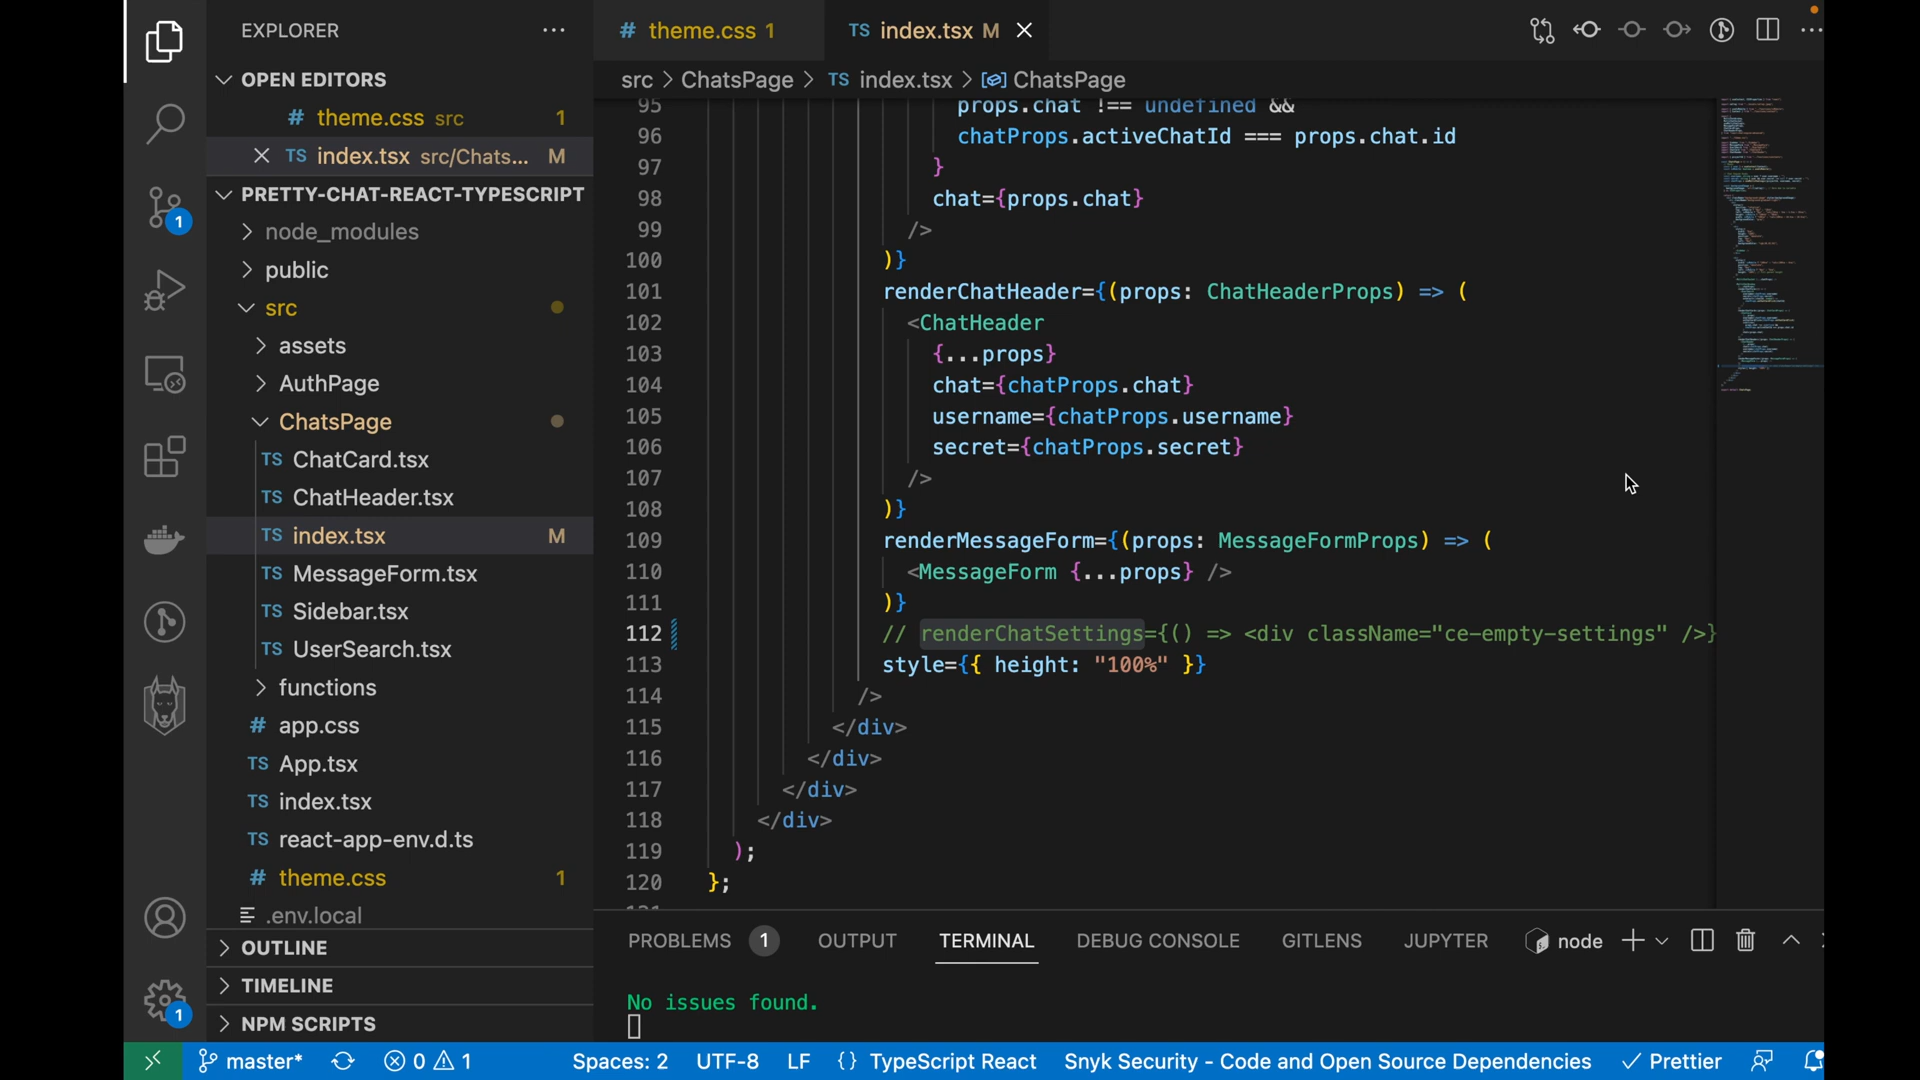 EXPLORER
OPEN EDITORS
# theme.css src 1
TS index.tsx src/Chats... M
PRETTY-CHAT-REACT-TYPESCRIPT
node_modules
public
src
assets
AuthPage
ChatsPage
TS ChatCard.tsx
TS ChatHeader.tsx
TS index.tsx M
TS MessageForm.tsx
TS Sidebar.tsx
TS UserSearch.tsx
functions
# app.css
TS App.tsx
TS index.tsx
TS react-app-env.d.ts
# theme.css 1
.env.local
OUTLINE
TIMELINE
NPM SCRIPTS
1
1
# theme.css 1
TS index.tsx M
src > ChatsPage > TS index.tsx > ChatsPage
95 props.chat !== undefined &&
96 chatProps.activeChatId === props.chat.id
97 }
98 chat={props.chat}
99 />
100 )}
101 renderChatHeader={(props: ChatHeaderProps) => (
102 <ChatHeader
103 {...props}
104 chat={chatProps.chat}
105 username={chatProps.username}
106 secret={chatProps.secret}
107 />
108 )}
109 renderMessageForm={(props: MessageFormProps) => (
110 <MessageForm {...props} />
111 )}
112 // renderChatSettings={() => <div className="ce-empty-settings" />}
113 style={{ height: "100%" }}
114 />
115 </div>
116 </div>
117 </div>
118 </div>
119 );
120 };
PROBLEMS 1 OUTPUT TERMINAL DEBUG CONSOLE GITLENS JUPYTER node
No issues found.
master* 0 1 Spaces: 2 UTF-8 LF {} TypeScript React Snyk Security - Code and Open Source Dependencies Prettier